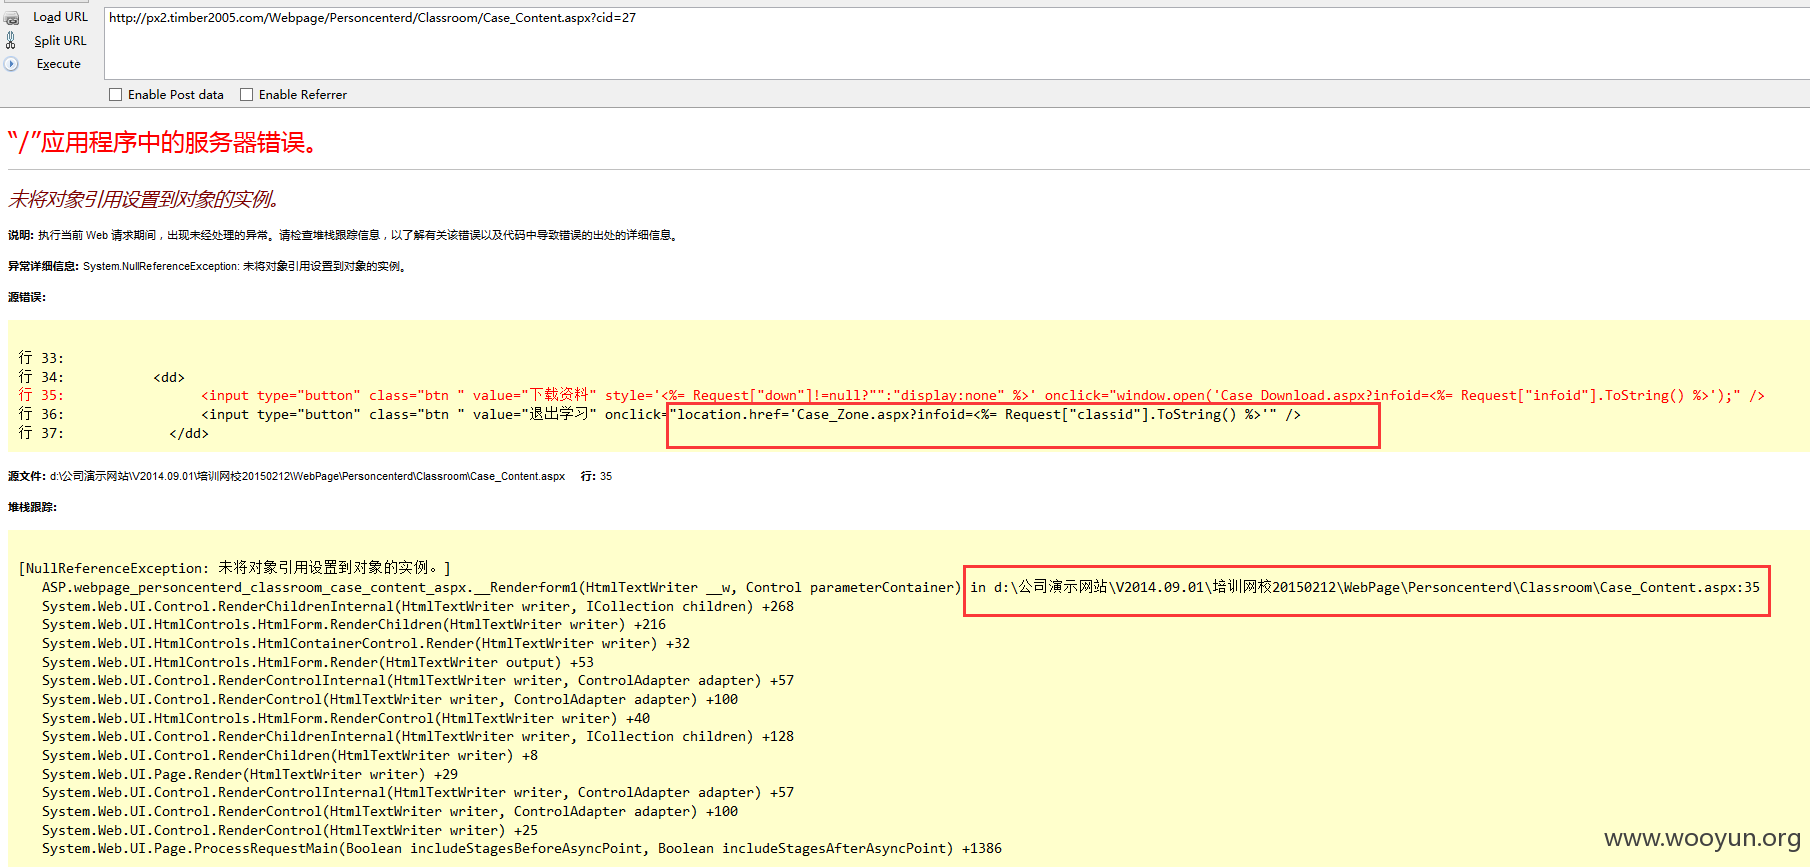 Load URL
http://px2.timber2005.com/Webpage/Personcenterd/Classroom/Case_Content.aspx?cid=27
Split URL
Execute
Enable Post data Enable Referrer
“/”应用程序中的服务器错误。
未将对象引用设置到对象的实例。
说明: 执行当前 Web 请求期间，出现未经处理的异常。请检查堆栈跟踪信息，以了解有关该错误以及代码中导致错误的出处的详细信息。
异常详细信息: System.NullReferenceException: 未将对象引用设置到对象的实例。
源错误:
行 33:
行 34:           <dd>
行 35:                 <input type="button" class="btn " value="下载资料" style='<%= Request["down"]!=null?"":"display:none" %>' onclick="window.open('Case_Download.aspx?infoid=<%= Request["infoid"].ToString() %>');" />
行 36:                 <input type="button" class="btn " value="退出学习" onclick="location.href='Case_Zone.aspx?infoid=<%= Request["classid"].ToString() %>'" />
行 37:             </dd>
源文件: d:\公司演示网站\V2014.09.01\培训网校20150212\WebPage\Personcenterd\Classroom\Case_Content.aspx    行: 35
堆栈跟踪:
[NullReferenceException: 未将对象引用设置到对象的实例。]
   ASP.webpage_personcenterd_classroom_case_content_aspx.__Renderform1(HtmlTextWriter __w, Control parameterContainer) in d:\公司演示网站\V2014.09.01\培训网校20150212\WebPage\Personcenterd\Classroom\Case_Content.aspx:35
   System.Web.UI.Control.RenderChildrenInternal(HtmlTextWriter writer, ICollection children) +268
   System.Web.UI.HtmlControls.HtmlForm.RenderChildren(HtmlTextWriter writer) +216
   System.Web.UI.HtmlControls.HtmlContainerControl.Render(HtmlTextWriter writer) +32
   System.Web.UI.HtmlControls.HtmlForm.Render(HtmlTextWriter output) +53
   System.Web.UI.Control.RenderControlInternal(HtmlTextWriter writer, ControlAdapter adapter) +57
   System.Web.UI.Control.RenderControl(HtmlTextWriter writer, ControlAdapter adapter) +100
   System.Web.UI.HtmlControls.HtmlForm.RenderControl(HtmlTextWriter writer) +40
   System.Web.UI.Control.RenderChildrenInternal(HtmlTextWriter writer, ICollection children) +128
   System.Web.UI.Control.RenderChildren(HtmlTextWriter writer) +8
   System.Web.UI.Page.Render(HtmlTextWriter writer) +29
   System.Web.UI.Control.RenderControlInternal(HtmlTextWriter writer, ControlAdapter adapter) +57
   System.Web.UI.Control.RenderControl(HtmlTextWriter writer, ControlAdapter adapter) +100
   System.Web.UI.Control.RenderControl(HtmlTextWriter writer) +25
   System.Web.UI.Page.ProcessRequestMain(Boolean includeStagesBeforeAsyncPoint, Boolean includeStagesAfterAsyncPoint) +1386
www.wooyun.org